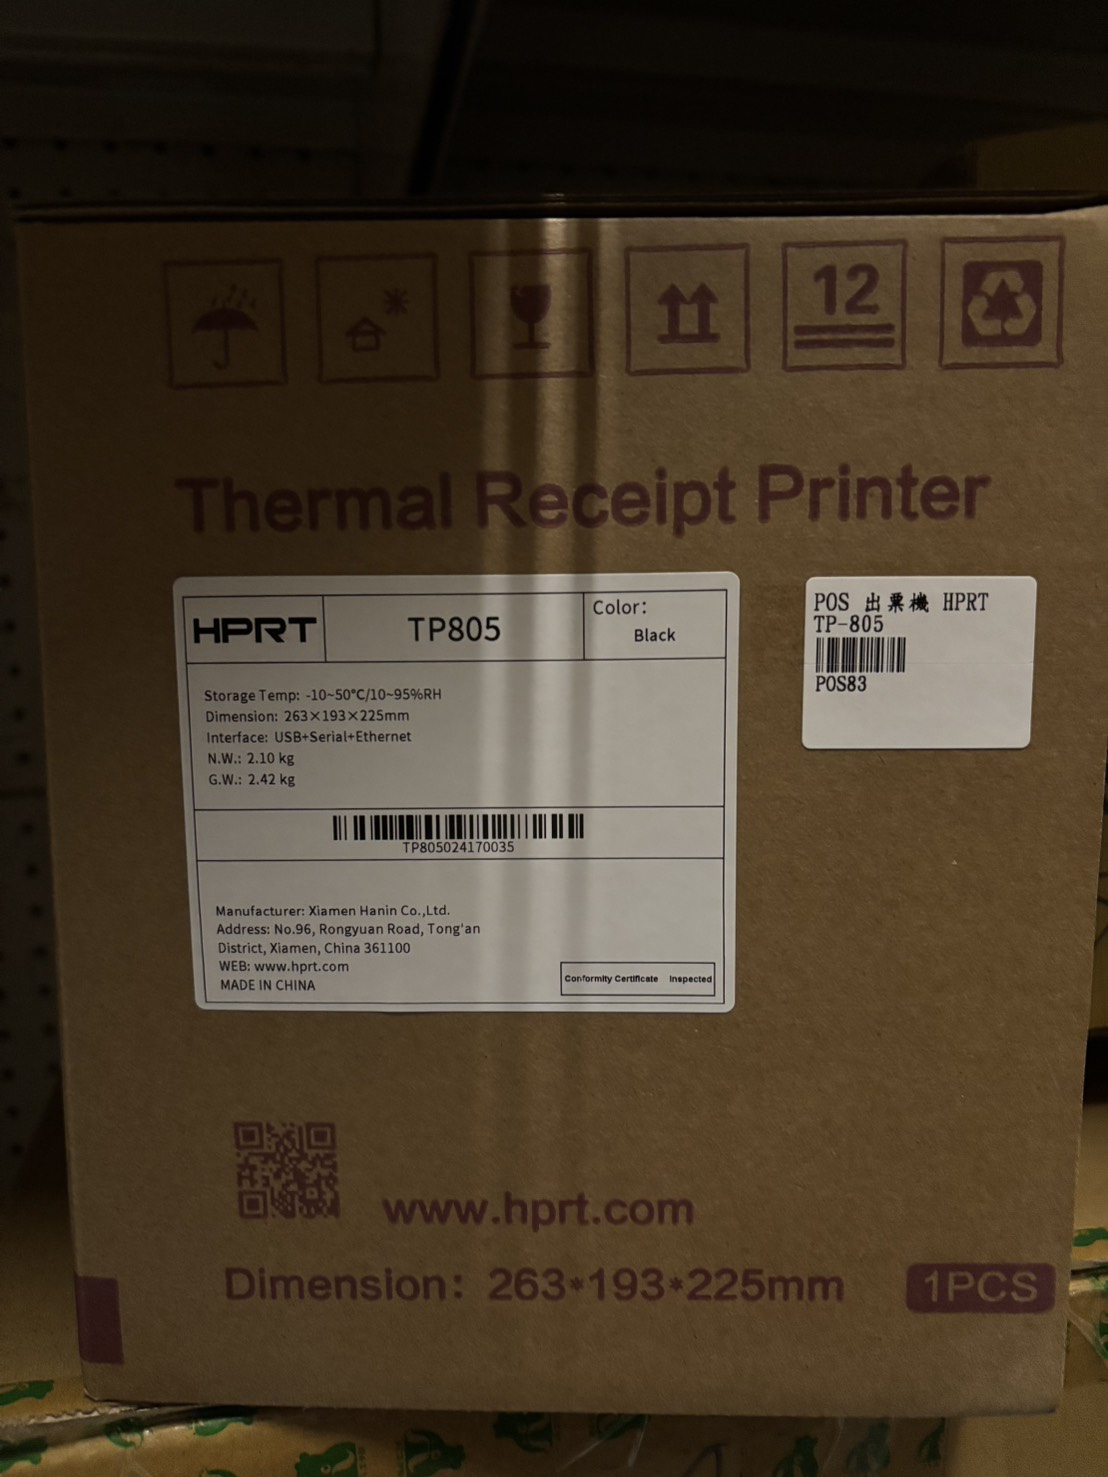 12
Thermal Receipt Printer
HPRT
TP805
Color:
Black
Storage Temp: -10~50°C/10~95%RH
Dimension: 263×193×225mm
Interface: USB+Serial+Ethernet
N.W.: 2.10 kg
G.W.: 2.42 kg
TP805024170035
Manufacturer: Xiamen Hanin Co.,Ltd.
Address: No.96, Rongyuan Road, Tong'an
District, Xiamen, China 361100
WEB: www.hprt.com
MADE IN CHINA
Conformity Certificate Inspected
POS 出票機 HPRT
TP-805
POS83
www.hprt.com
Dimension: 263*193*225mm
1PCS